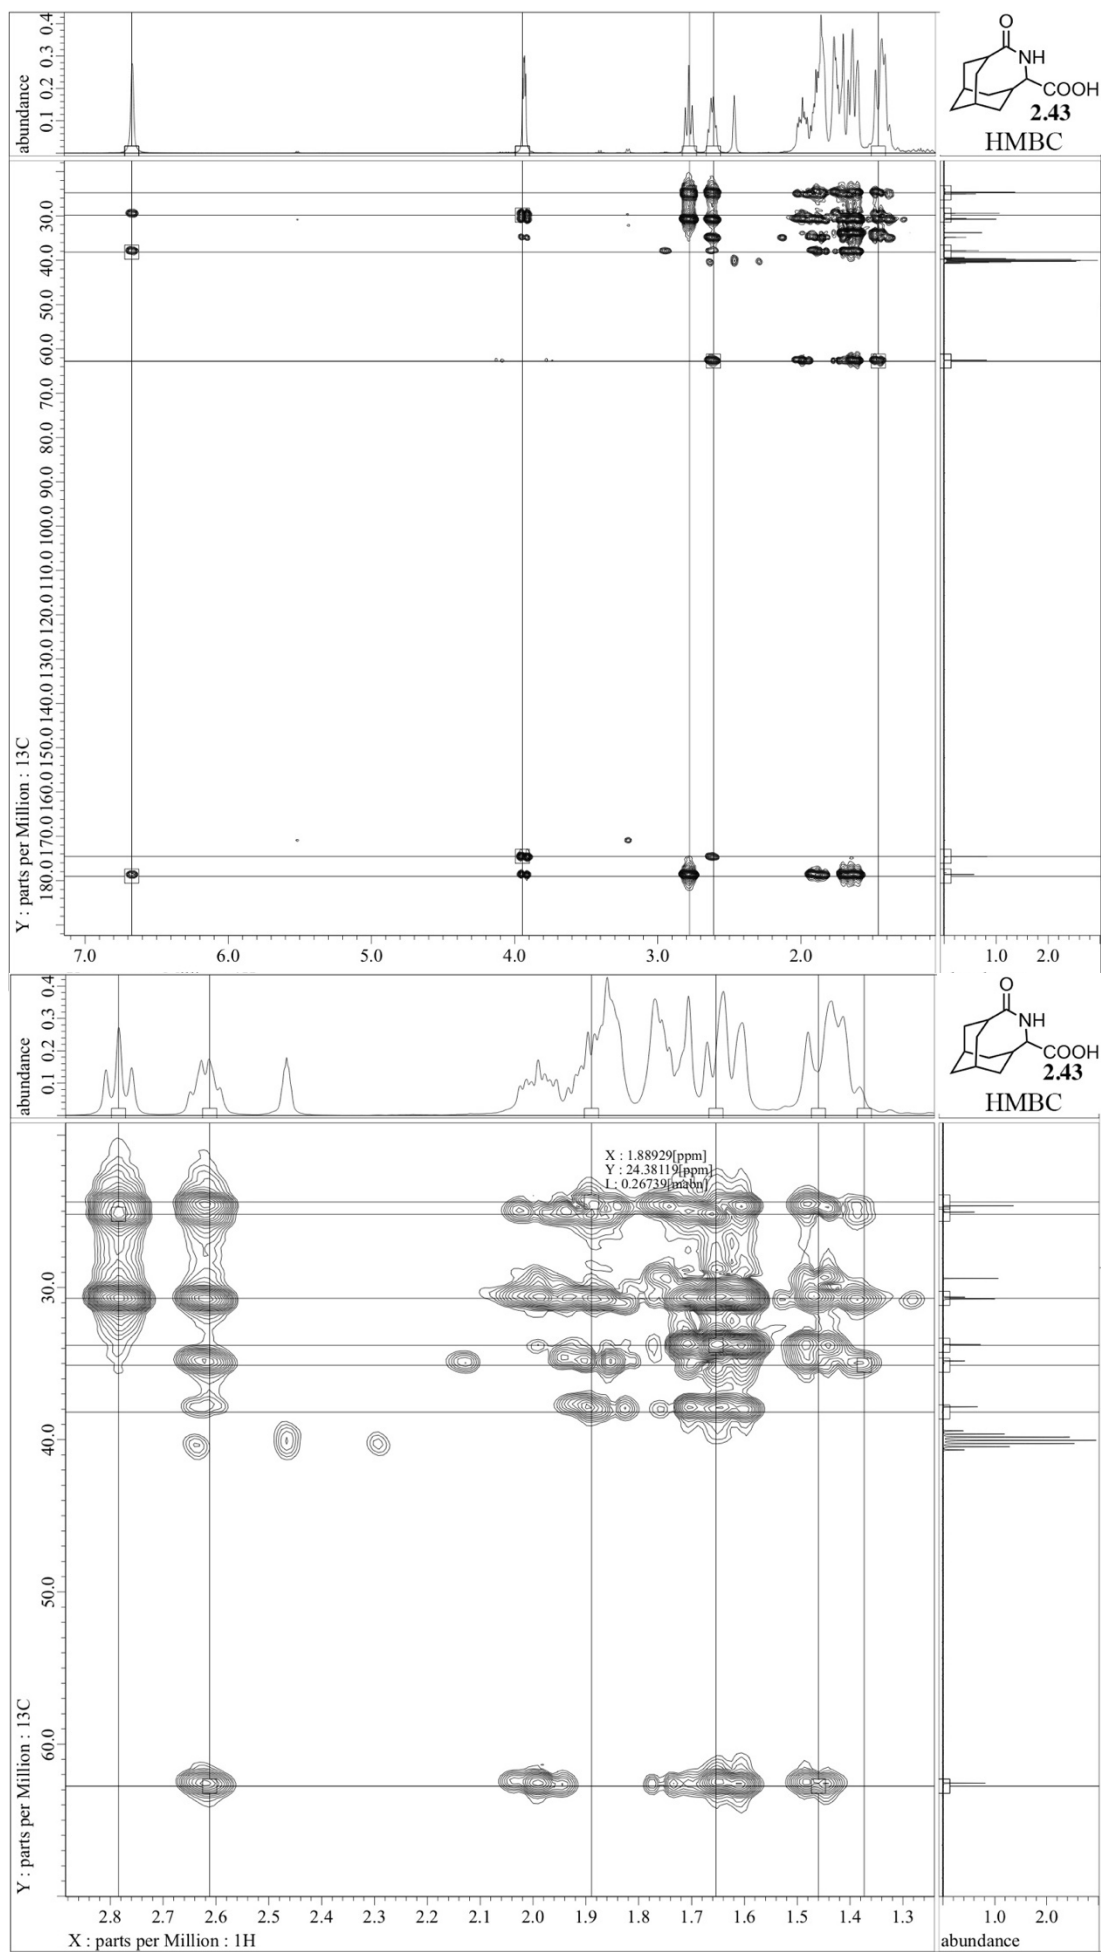 abundance
0.1 0.2 0.3 0.4
O
NH
COOH
2.43
HMBC
Y : parts per Million : 13C
30.0
40.0
50.0
60.0
70.0
80.0
90.0
100.0
110.0
120.0
130.0
140.0
150.0
160.0
170.0
180.0
7.0 6.0 5.0 4.0 3.0 2.0
1.0 2.0
abundance
0.1 0.2 0.3 0.4
O
NH
COOH
2.43
HMBC
X : 1.88929[ppm]
Y : 24.38119[ppm]
L : 0.26739[mabn]
Y : parts per Million : 13C
30.0
40.0
50.0
60.0
2.8 2.7 2.6 2.5 2.4 2.3 2.2 2.1 2.0 1.9 1.8 1.7 1.6 1.5 1.4 1.3
1.0 2.0
X : parts per Million : 1H
abundance